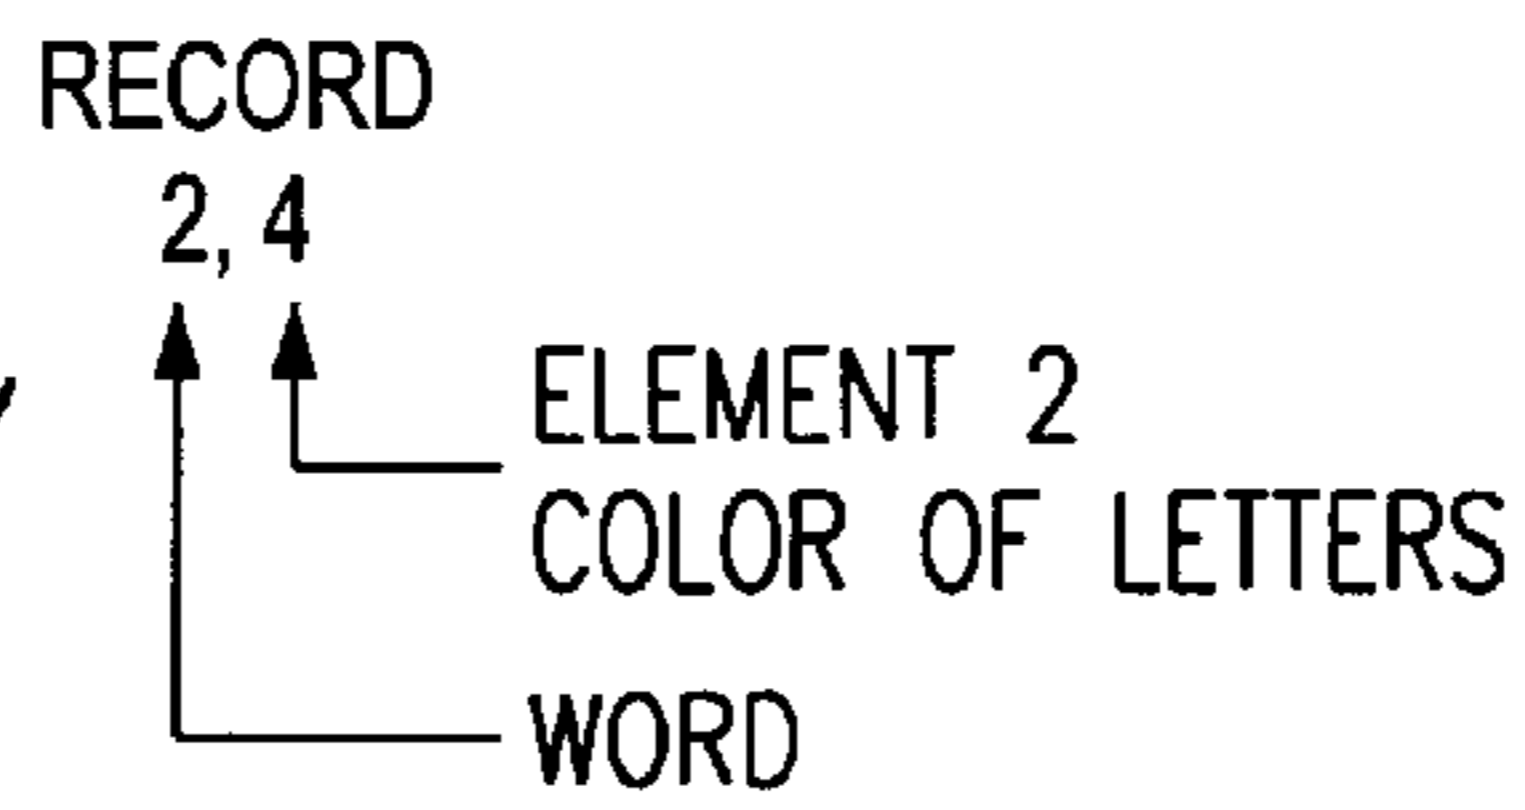 RECORD
2, 4
ELEMENT 2
COLOR OF LETTERS
WORD